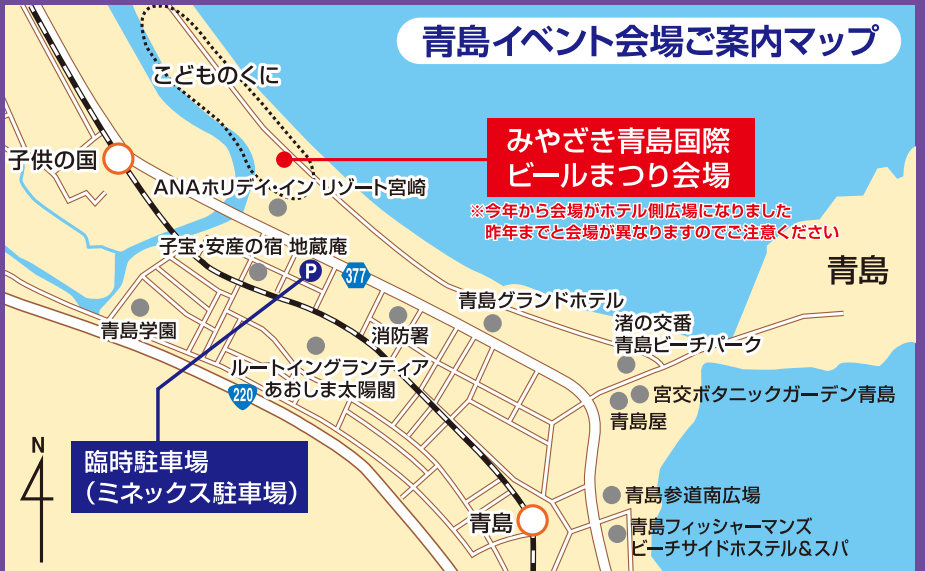 青島イベント会場ご案内マップ
こどものくに
みやざき青島国際
ビールまつり会場
子供の国
ANAホリデイ・イン リゾート宮崎
※今年から会場がホテル側広場になりました
昨年までと会場が異なりますのでご注意ください
子宝・安産の宿 地蔵庵
P
377
青島
青島グランドホテル
青島学園
消防署
渚の交番
青島ビーチパーク
ルートイングランティア
あおしま太陽閣
220
宮交ボタニックガーデン青島
青島屋
N
臨時駐車場
（ミネックス駐車場）
青島参道南広場
青島
青島フィッシャーマンズ
ビーチサイドホステル&スパ